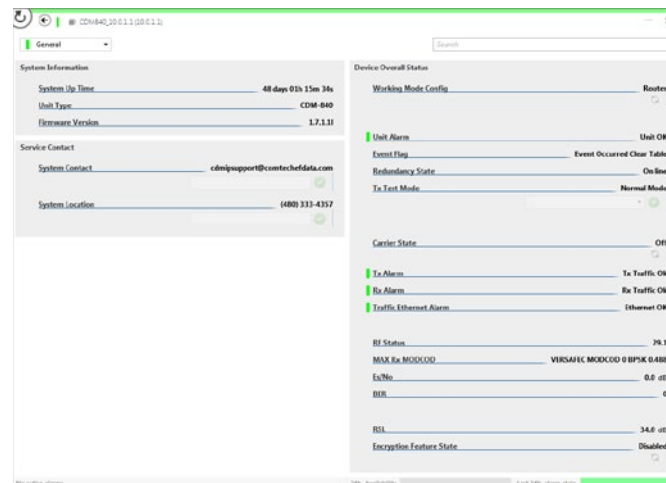 CDM840_10.0.1.1 (10.0.1.1)
General
Search
System Information
System Up Time 48 days 01h 15m 34s
Unit Type CDM-840
Firmware Version 1.7.1.1l
Service Contact
System Contact cdmipsupport@comtechefdata.com
System Location (480) 333-4357
Device Overall Status
Working Mode Config Router
Unit Alarm Unit OK
Event Flag Event Occurred Clear Table
Redundancy State Online
Tx Test Mode Normal Mode
Carrier State Off
Tx Alarm Tx Traffic Ok
Rx Alarm Rx Traffic Ok
Traffic Ethernet Alarm Ethernet OK
RF Status 29.1
MAX Rx MODCOD VERSAFEC MODCOD 0 BPSK 0.488
Es/No 0.0 dB
BER 0
RSL 34.0
Encryption Feature State Disabled